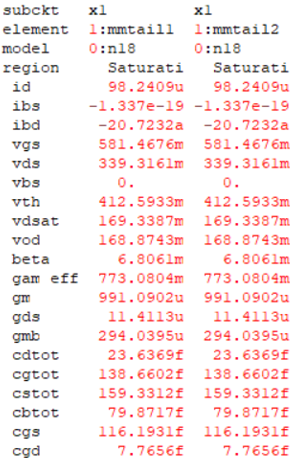 subckt x1 x1
element 1:mmtail1 1:mmtail2
model 0:n18 0:n18
region Saturati Saturati
id 98.2409u 98.2409u
ibs -1.337e-19 -1.337e-19
ibd -20.7232a -20.7232a
vgs 581.4676m 581.4676m
vds 339.3161m 339.3161m
vbs 0. 0.
vth 412.5933m 412.5933m
vdsat 169.3387m 169.3387m
vod 168.8743m 168.8743m
beta 6.8061m 6.8061m
gam eff 773.0804m 773.0804m
gm 991.0902u 991.0902u
gds 11.4113u 11.4113u
gmb 294.0395u 294.0395u
cdtot 23.6369f 23.6369f
cgtot 138.6602f 138.6602f
cstot 159.3312f 159.3312f
cbtot 79.8717f 79.8717f
cgs 116.1931f 116.1931f
cgd 7.7656f 7.7656f